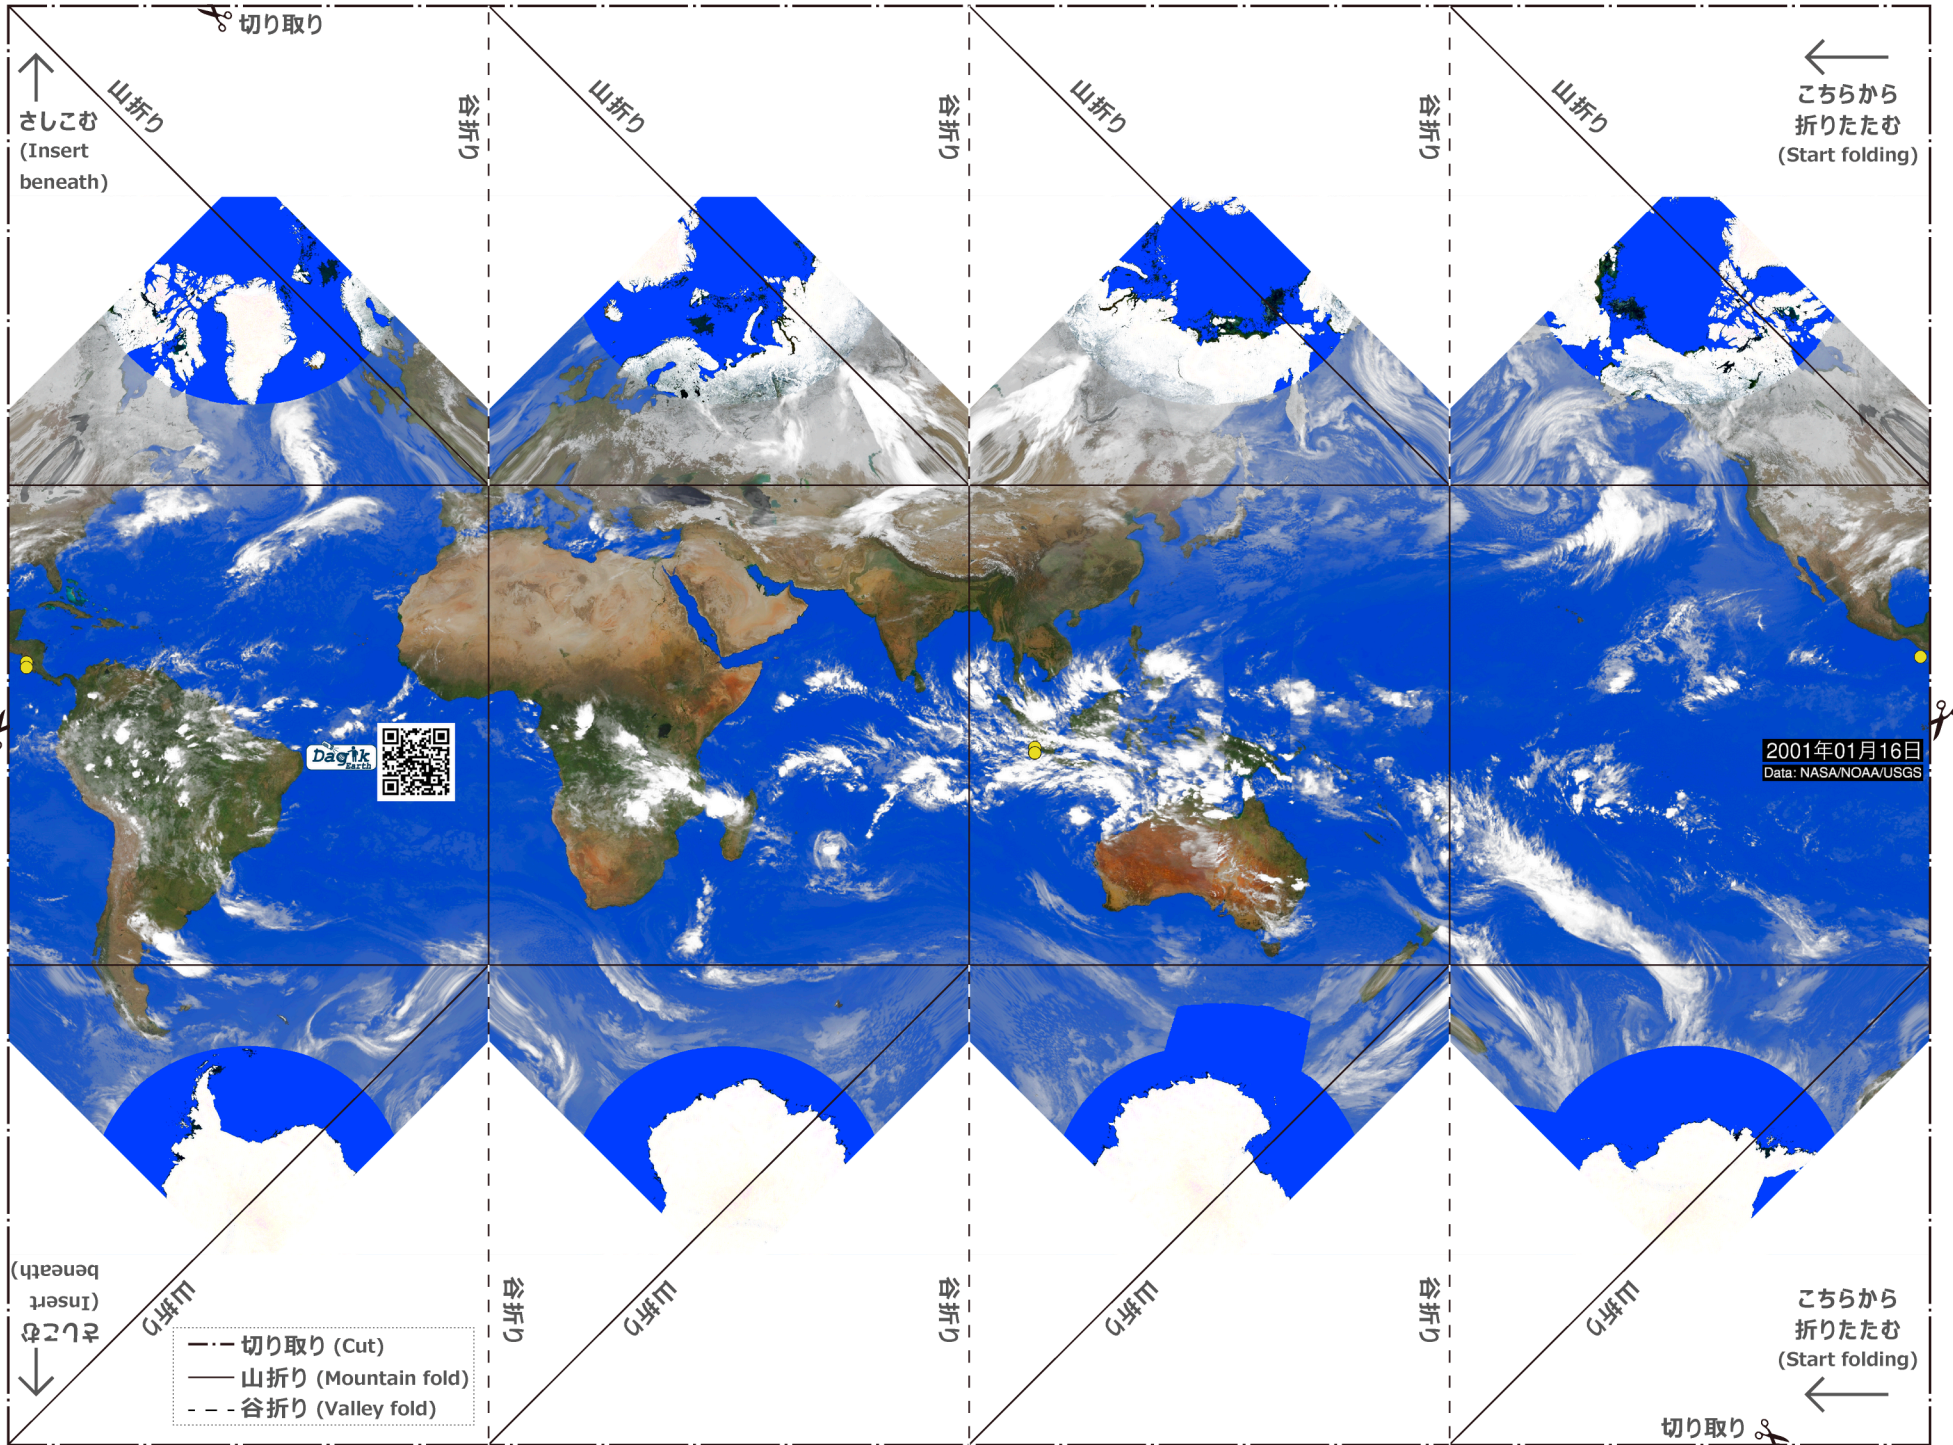 切り取り
さしこむ
(Insert
beneath)
山折り
谷折り
山折り
谷折り
山折り
谷折り
山折り
こちらから
折りたたむ
(Start folding)
Dagik
Earth
2001年01月16日
Data: NASA/NOAA/USGS
さしこむ
(Insert
beneath)
山折り
谷折り
山折り
谷折り
山折り
谷折り
山折り
こちらから
折りたたむ
(Start folding)
切り取り (Cut)
山折り (Mountain fold)
谷折り (Valley fold)
切り取り